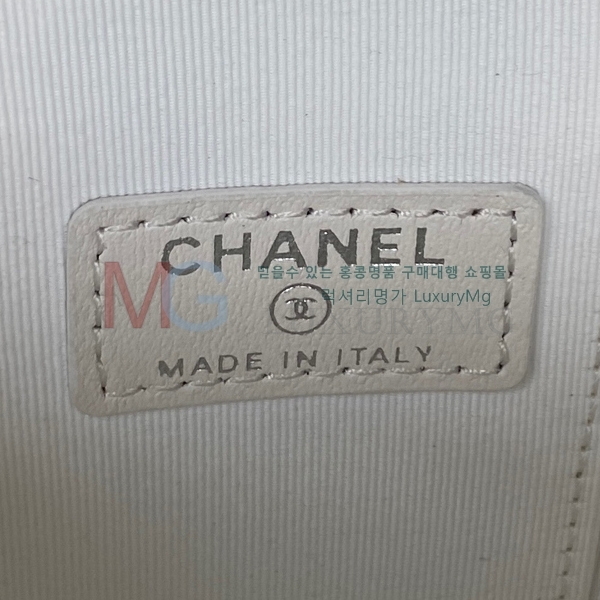 CHANEL
MG
믿을수 있는 홍콩명품 구매대행 쇼핑몰
럭셔리명가 LuxuryMg
MADE IN ITALY